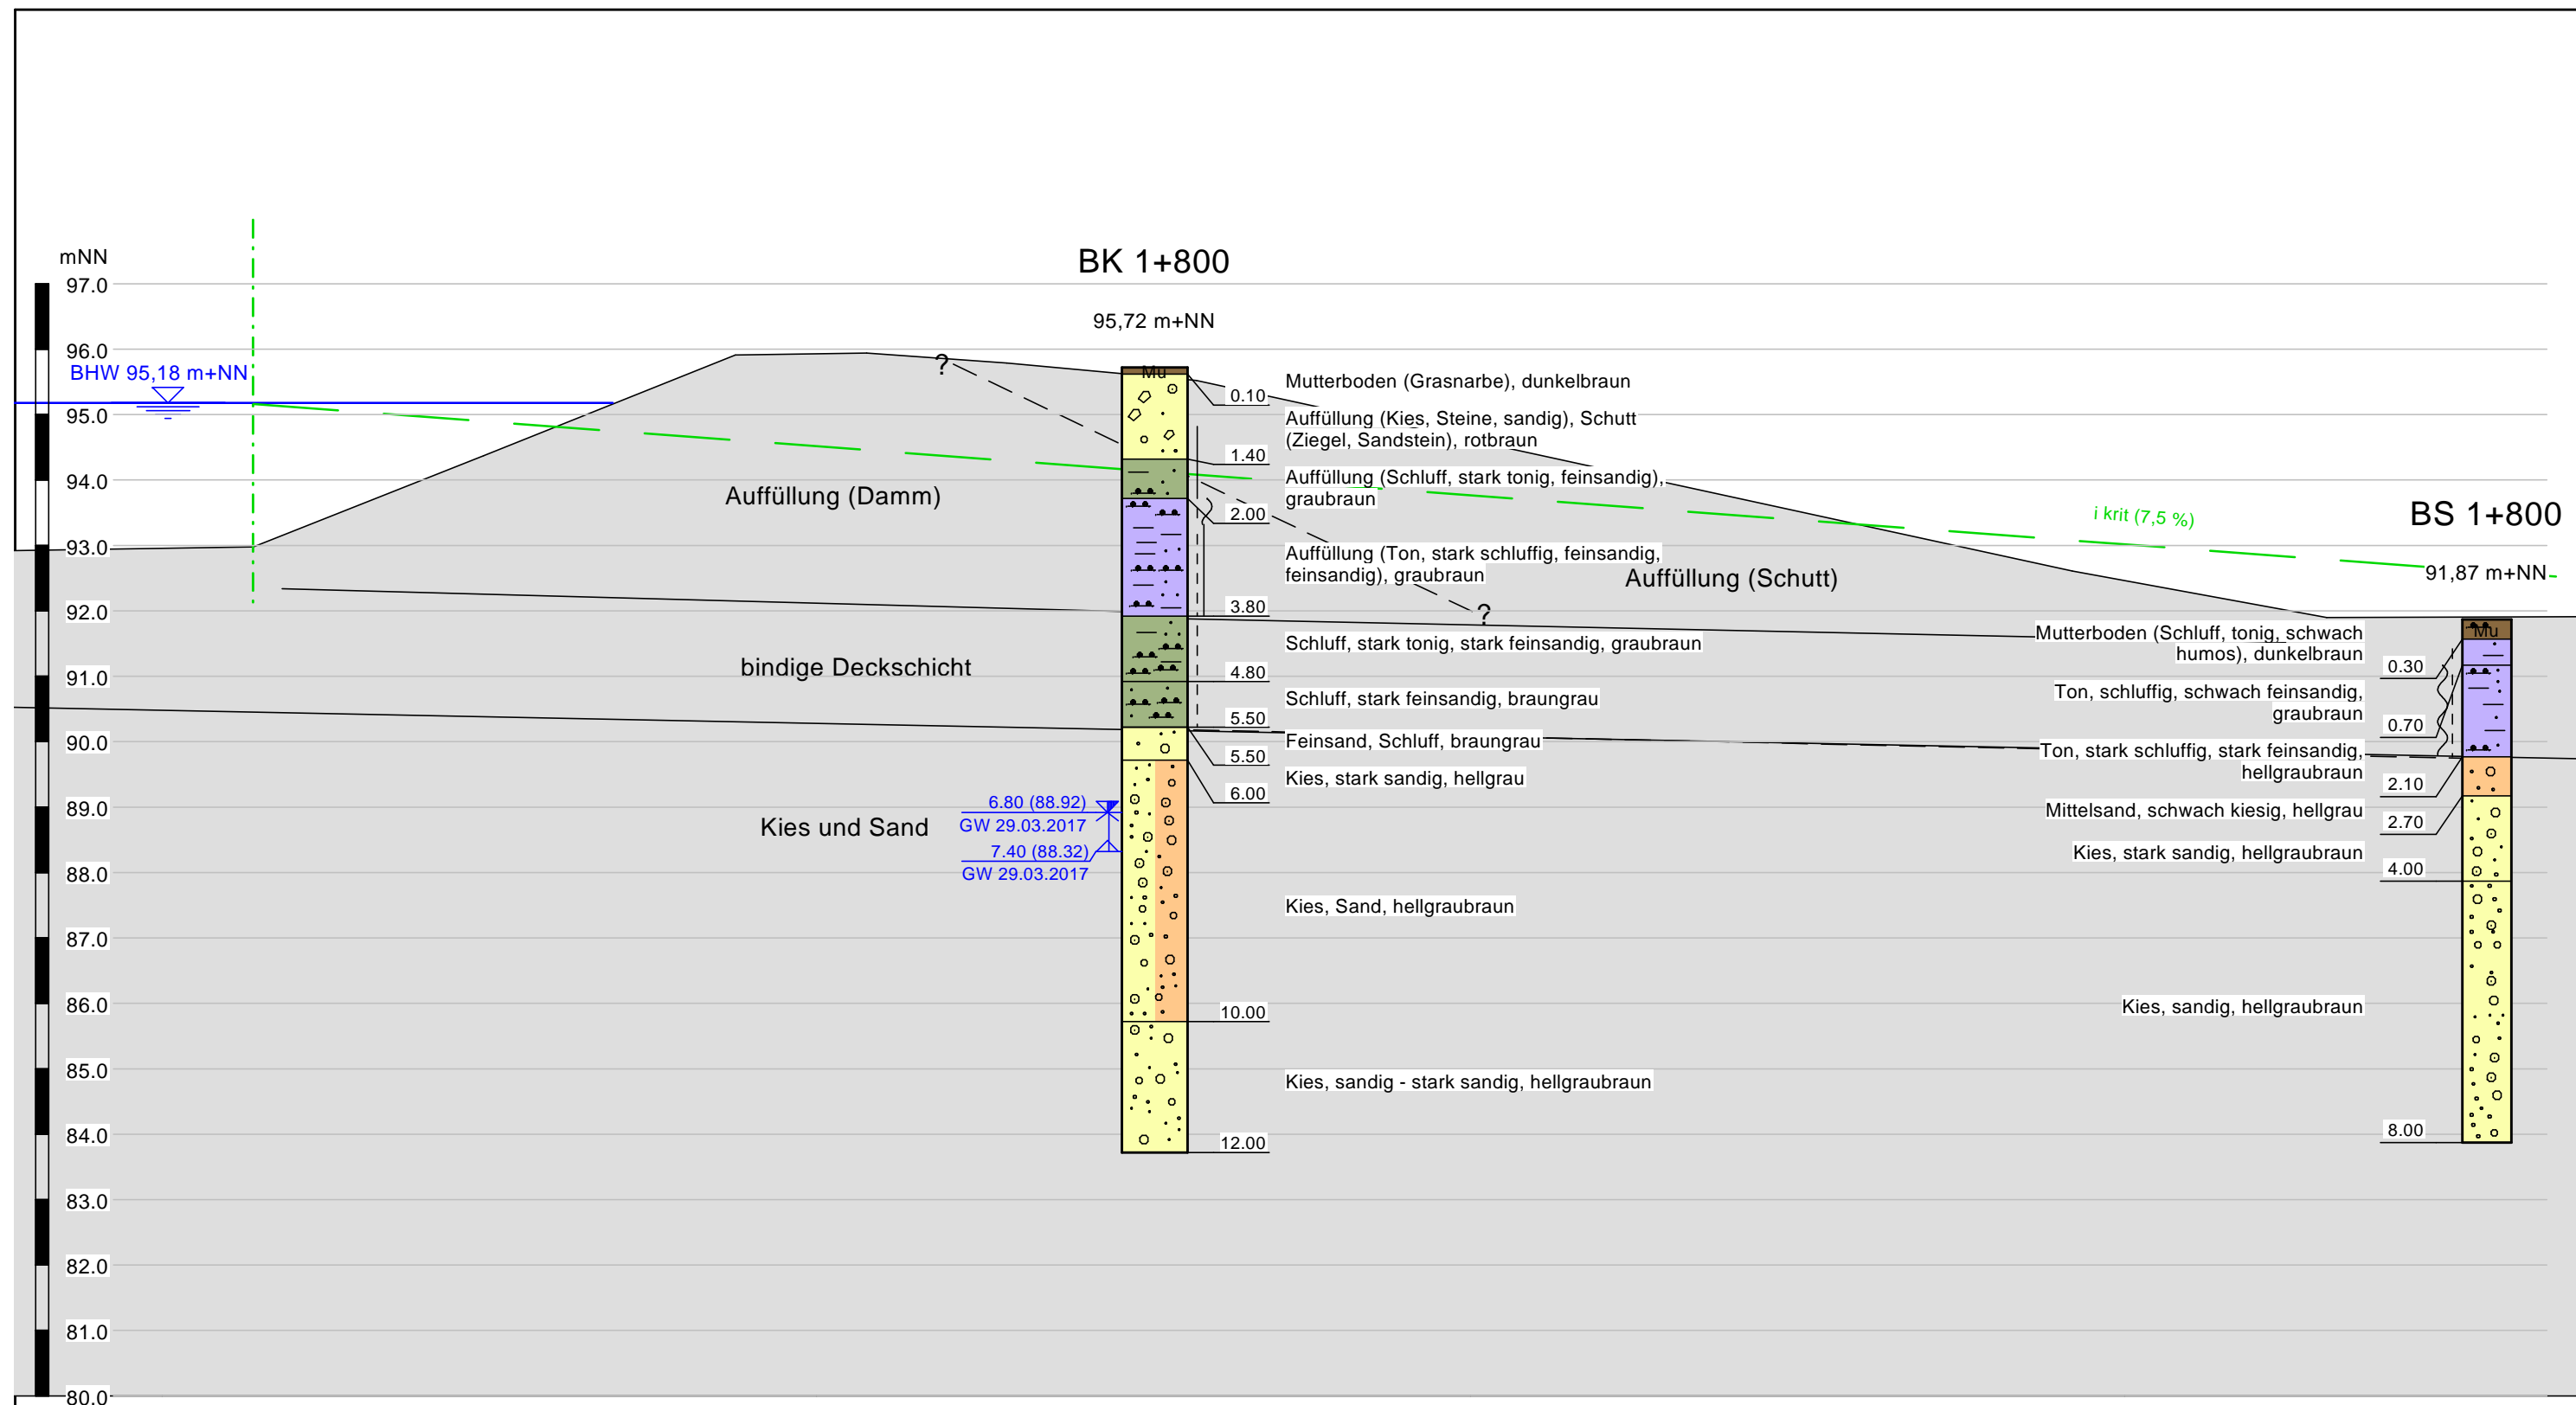 mNN
97.0
96.0
95.0
94.0
93.0
92.0
91.0
90.0
89.0
88.0
87.0
86.0
85.0
84.0
83.0
82.0
81.0
80.0
BHW 95,18 m+NN
?
Auffüllung (Damm)
bindige Deckschicht
Kies und Sand
6.80 (88.92)
GW 29.03.2017
7.40 (88.32)
GW 29.03.2017
BK 1+800
95,72 m+NN
Mu
0.10
1.40
2.00
3.80
4.80
5.50
5.50
6.00
10.00
12.00
Mutterboden (Grasnarbe), dunkelbraun
Auffüllung (Kies, Steine, sandig), Schutt
(Ziegel, Sandstein), rotbraun
Auffüllung (Schluff, stark tonig, feinsandig),
graubraun
Auffüllung (Ton, stark schluffig, feinsandig,
feinsandig), graubraun
Schluff, stark tonig, stark feinsandig, graubraun
Schluff, stark feinsandig, braungrau
Feinsand, Schluff, braungrau
Kies, stark sandig, hellgrau
Kies, Sand, hellgraubraun
Kies, sandig - stark sandig, hellgraubraun
Auffüllung (Schutt)
?
i krit (7,5 %)
BS 1+800
91,87 m+NN
Mu
Mutterboden (Schluff, tonig, schwach
humos), dunkelbraun
Ton, schluffig, schwach feinsandig,
graubraun
Ton, stark schluffig, stark feinsandig,
hellgraubraun
Mittelsand, schwach kiesig, hellgrau
Kies, stark sandig, hellgraubraun
Kies, sandig, hellgraubraun
0.30
0.70
2.10
2.70
4.00
8.00